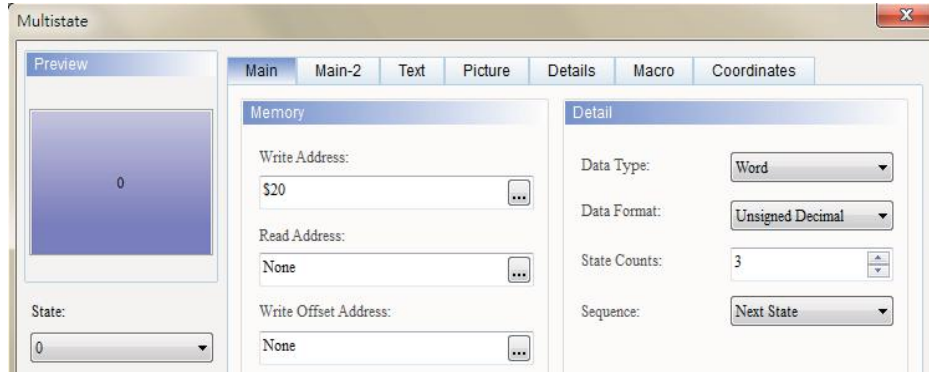 Multistate
Preview
0
State:
0
Main Main-2 Text Picture Details Macro Coordinates
Memory
Write Address:
$20
...
Read Address:
None
...
Write Offset Address:
None
...
Detail
Data Type: Word
Data Format: Unsigned Decimal
State Counts: 3
Sequence: Next State